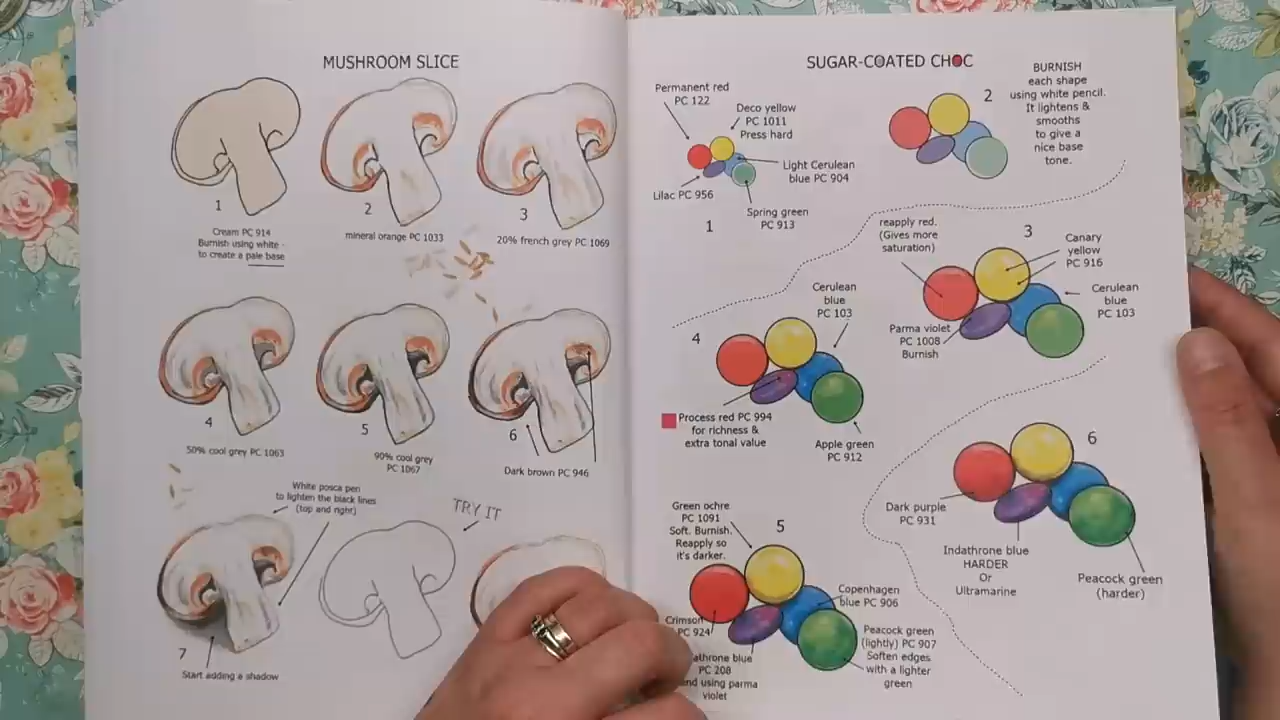 MUSHROOM SLICE
1
Cream PC 914
Burnish using white
to create a pale base
2
mineral orange PC 1033
3
20% french grey PC 1069
4
50% cool grey PC 1063
5
90% cool grey
PC 1067
6
Dark brown PC 946
White posca pen
to lighten the black lines
(top and right)
TRY IT
7
Start adding a shadow
SUGAR-COATED CHOC
Permanent red
PC 122
Deco yellow
PC 1011
Press hard
Light Cerulean
blue PC 904
Lilac PC 956
Spring green
PC 913
1
2
BURNISH
each shape
using white pencil.
It lightens &
smooths
to give a
nice base
tone.
reapply red.
(Gives more
saturation)
3
Canary
yellow
PC 916
Cerulean
blue
PC 103
Parma violet
PC 1008
Burnish
4
Cerulean
blue
PC 103
Process red PC 994
for richness &
extra tonal value
Apple green
PC 912
Green ochre
PC 1091
Soft. Burnish.
Reapply so
it's darker.
5
Copenhagen
blue PC 906
Crimson
PC 924
athrone blue
PC 208
nd using parma
violet
Peacock green
(lightly) PC 907
Soften edges
with a lighter
green
6
Dark purple
PC 931
Indathrone blue
HARDER
Or
Ultramarine
Peacock green
(harder)